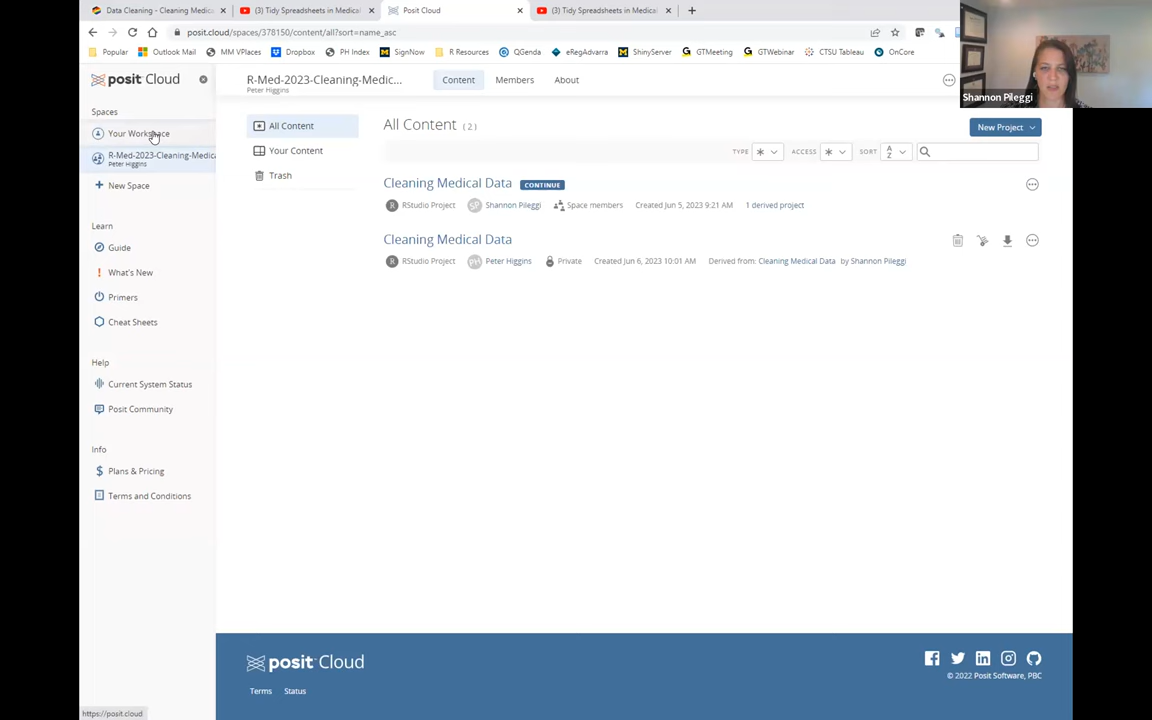 Data Cleaning - Cleaning Medic
(3) Tidy Spreadsheets in Medical
Posit Cloud
(3) Tidy Spreadsheets in Medical
posit.cloud/spaces/378150/content/all?sort=name_asc
Popular
Outlook Mail
MM VPlaces
Dropbox
PH Index
SignNow
R Resources
QGenda
eRegAdvarra
ShinyServer
GTMeeting
GTWebinar
CTSU Tableau
OnCore
Shannon Pileggi
posit Cloud
R-Med-2023-Cleaning-Medic...
Peter Higgins
Content
Members
About
Spaces
Your Workspace
R-Med-2023-Cleaning-Medica
Peter Higgins
New Space
Learn
Guide
What's New
Primers
Cheat Sheets
Help
Current System Status
Posit Community
Info
Plans & Pricing
Terms and Conditions
All Content
Your Content
Trash
All Content (2)
New Project
TYPE
ACCESS
SORT
A
Z
Cleaning Medical Data CONTINUE
R RStudio Project SP Shannon Pileggi Space members Created Jun 5, 2023 9:21 AM 1 derived project
Cleaning Medical Data
R RStudio Project PH Peter Higgins Private Created Jun 6, 2023 10:01 AM Derived from: Cleaning Medical Data by Shannon Pileggi
posit Cloud
Terms
Status
© 2022 Posit Software, PBC
https://posit.cloud